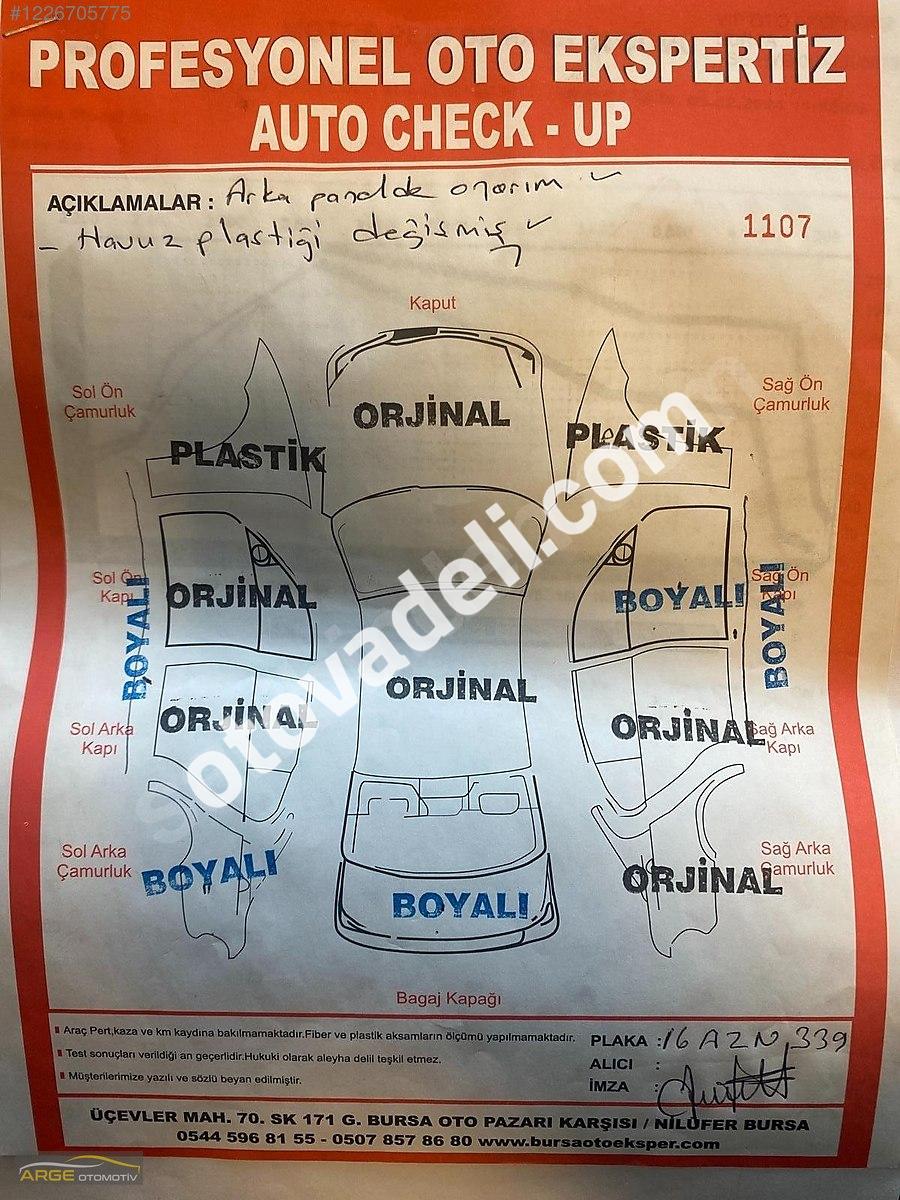 #1226705775
PROFESYONEL OTO EKSPERTİZ
AUTO CHECK - UP
AÇIKLAMALAR : Arka panelde onarım
- Havuz plastiği değişmiş
1107
Kaput
Sol Ön
Çamurluk
Sağ Ön
Çamurluk
ORJİNAL
PLASTİK
PLASTİK
Sol Ön
Kapı
Sağ Ön
Kapı
ORJİNAL
BOYALI
BOYALI
BOYALI
ORJİNAL
ORJİNAL
ORJİNAL
Sol Arka
Kapı
Sağ Arka
Kapı
sotovadeli.com
Sol Arka
Çamurluk
Sağ Arka
Çamurluk
BOYALI
ORJİNAL
BOYALI
Bagaj Kapağı
Araç Pert,kaza ve km kaydına bakılmamaktadır.Fiber ve plastik aksamların ölçümü yapılmamaktadır.
Test sonuçları verildiği an geçerlidir.Hukuki olarak aleyha delil teşkil etmez.
Müşterilerimize yazılı ve sözlü beyan edilmiştir.
PLAKA : 16 AZN 339
ALICI :
İMZA :
ÜÇEVLER MAH. 70. SK 171 G. BURSA OTO PAZARI KARŞISI / NİLÜFER BURSA
0544 596 81 55 - 0507 857 86 80 www.bursaotoeksper.com
ARGE OTOMOTİV